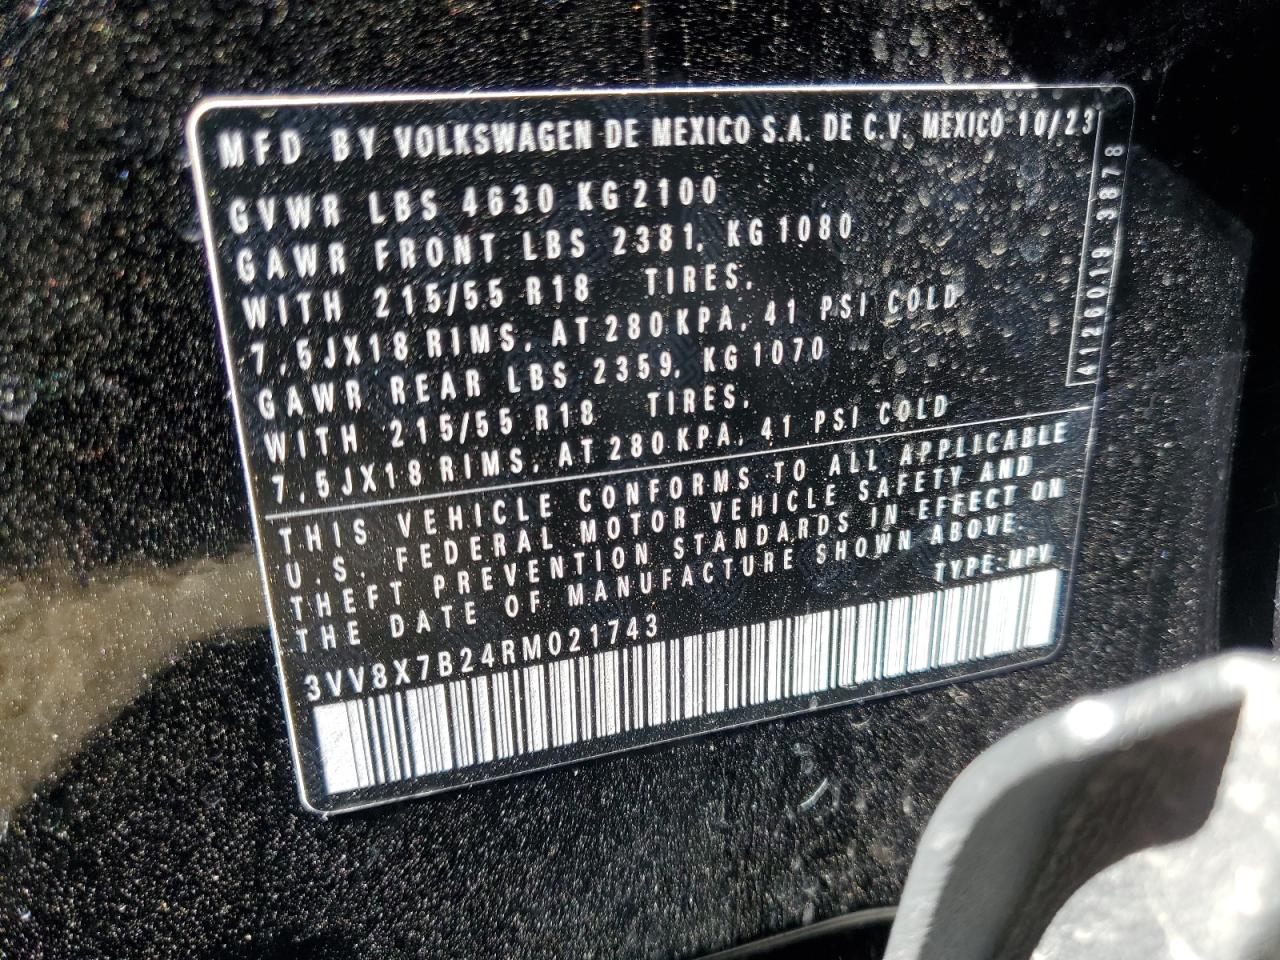 MFD BY VOLKSWAGEN DE MEXICO S.A. DE C.V. MEXICO 10/23
GVWR LBS 4630 KG 2100
GAWR FRONT LBS 2381, KG 1080
WITH 215/55 R18 TIRES,
7,5JX18 RIMS, AT 280 KPA, 41 PSI COLD
GAWR REAR LBS 2359, KG 1070
WITH 215/55 R18 TIRES,
7,5JX18 RIMS, AT 280 KPA, 41 PSI COLD
4126019 3878
THIS VEHICLE CONFORMS TO ALL APPLICABLE
U.S. FEDERAL MOTOR VEHICLE SAFETY AND
THEFT PREVENTION STANDARDS IN EFFECT ON
THE DATE OF MANUFACTURE SHOWN ABOVE.
TYPE: MPV
3VV8X7B24RM021743